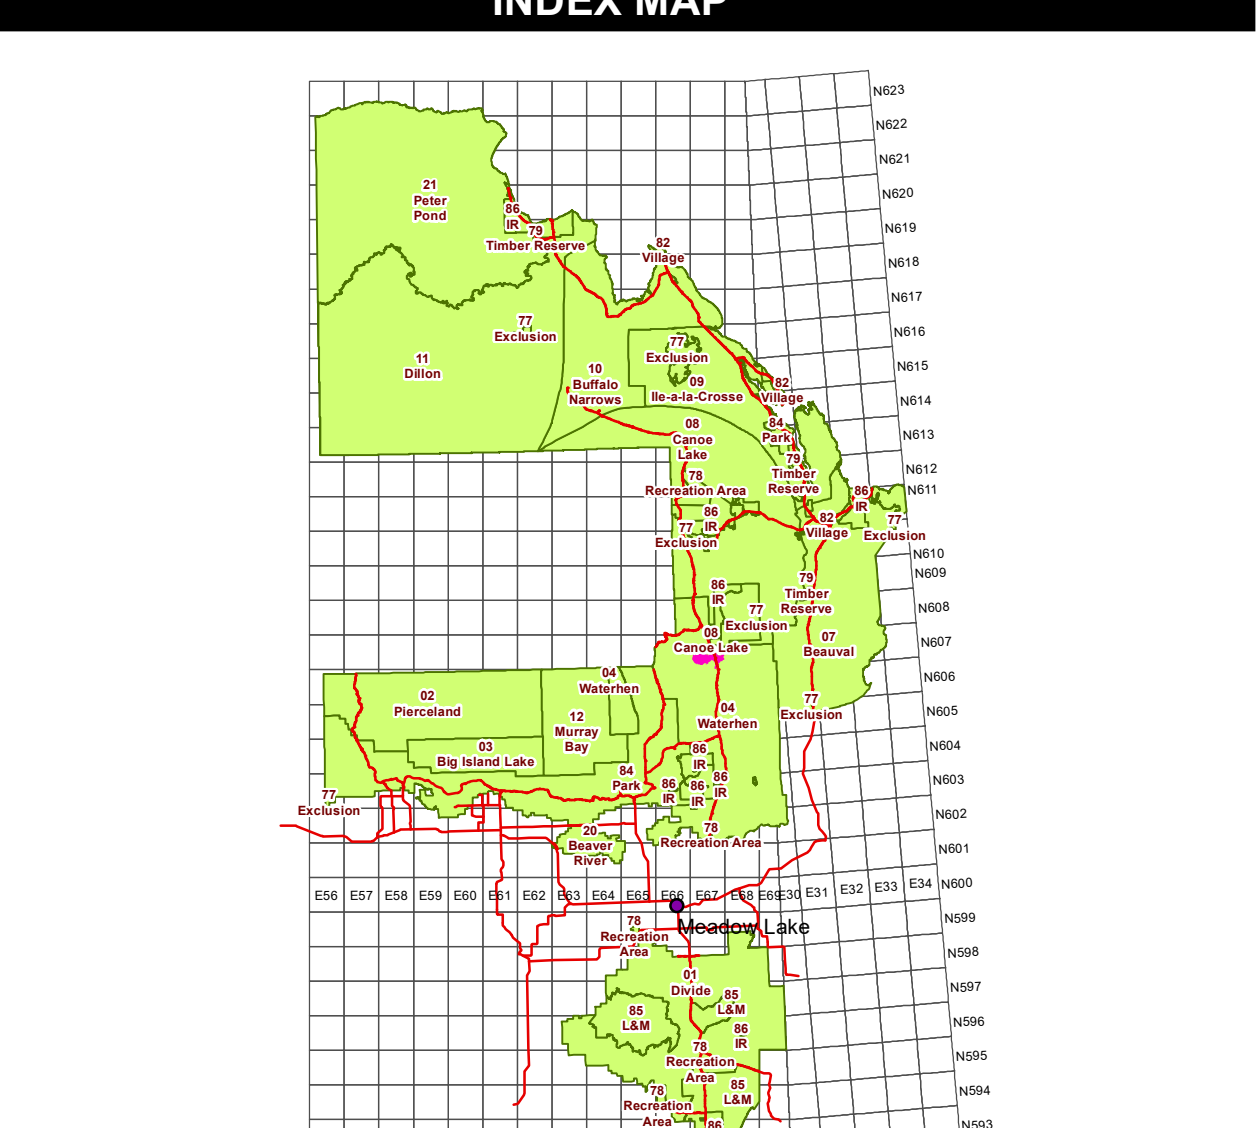 INDEX MAP
N623
N622
N621
N620
N619
N618
N617
N616
N615
N614
N613
N612
N611
N610
N609
N608
N607
N606
N605
N604
N603
N602
N601
N600
N599
N598
N597
N596
N595
N594
N593
21
Peter
Pond
86
IR
79
Timber Reserve
82
Village
77
Exclusion
11
Dillon
10
Buffalo
Narrows
77
Exclusion
09
Ile-a-la-Crosse
82
Village
84
Park
08
Canoe
Lake
79
Timber
Reserve
78
Recreation Area
86
IR
86
IR
82
Village
77
Exclusion
77
Exclusion
86
IR
77
Exclusion
79
Timber
Reserve
08
Canoe Lake
07
Beauval
04
Waterhen
02
Pierceland
12
Murray
Bay
04
Waterhen
77
Exclusion
03
Big Island Lake
84
Park
86
IR
86
IR
86
IR
86
IR
77
Exclusion
20
Beaver
River
78
Recreation Area
E56
E57
E58
E59
E60
E61
E62
E63
E64
E65
E66
E67
E68
E69
E30
E31
E32
E33
E34
Meadow Lake
78
Recreation
Area
01
Divide
85
L&M
85
L&M
86
IR
78
Recreation
Area
85
L&M
78
Recreation
Area
86